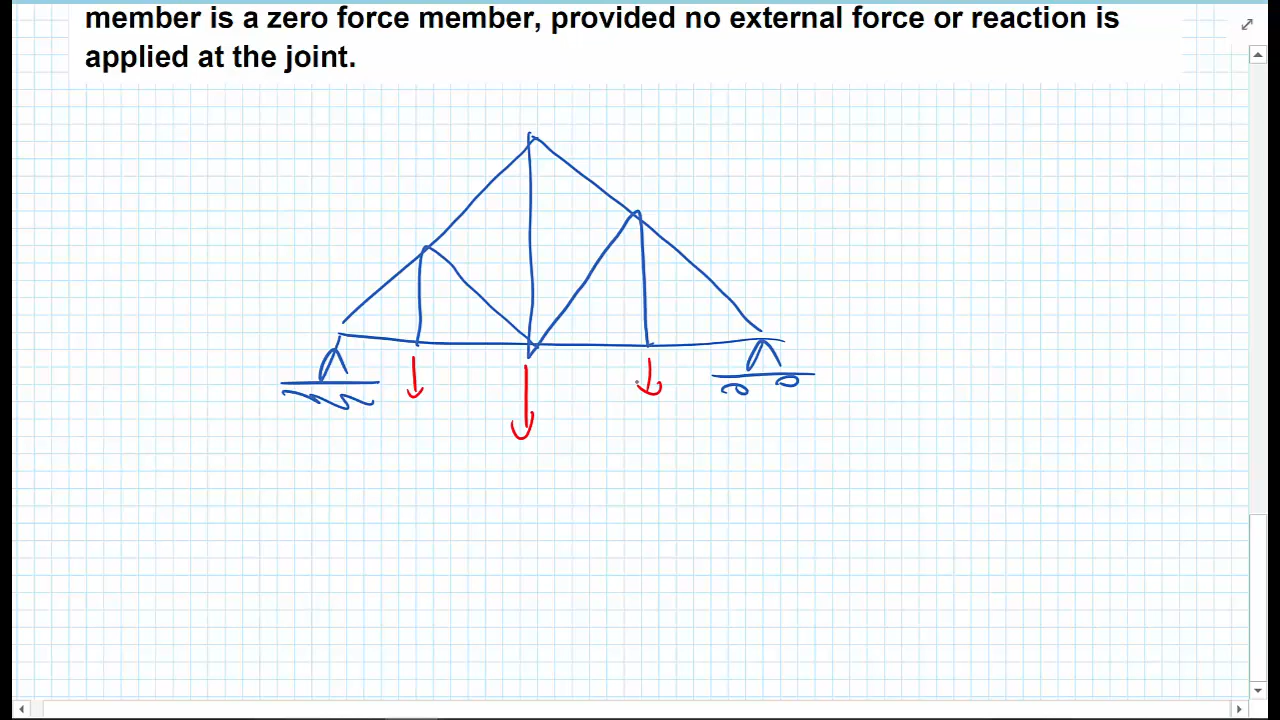 member is a zero force member, provided no external force or reaction is
applied at the joint.